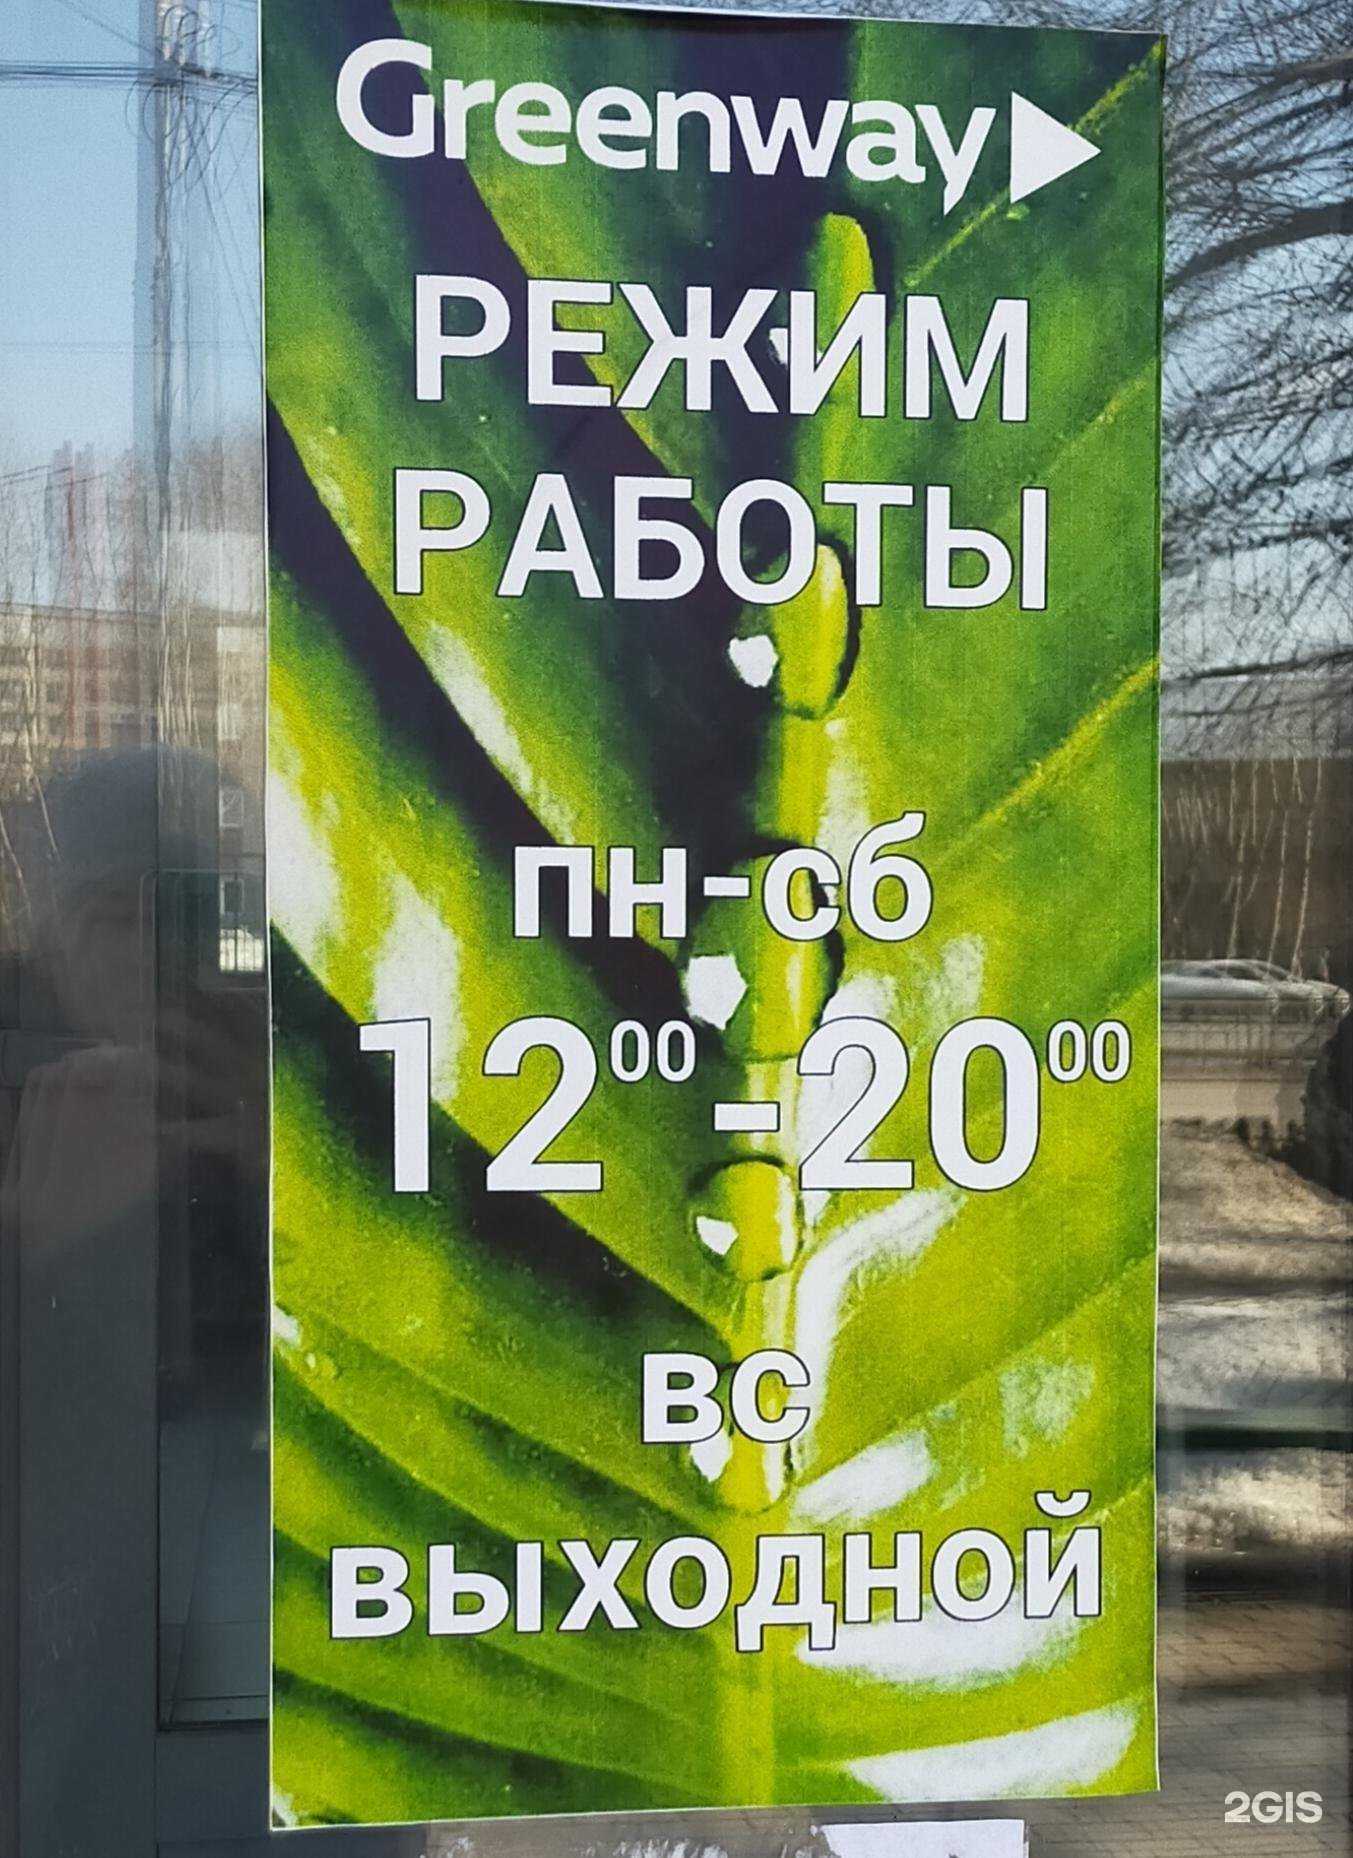 Greenway
РЕЖИМ
РАБОТЫ
пн-сб
12⁰⁰-20⁰⁰
вс
выходной
2GIS